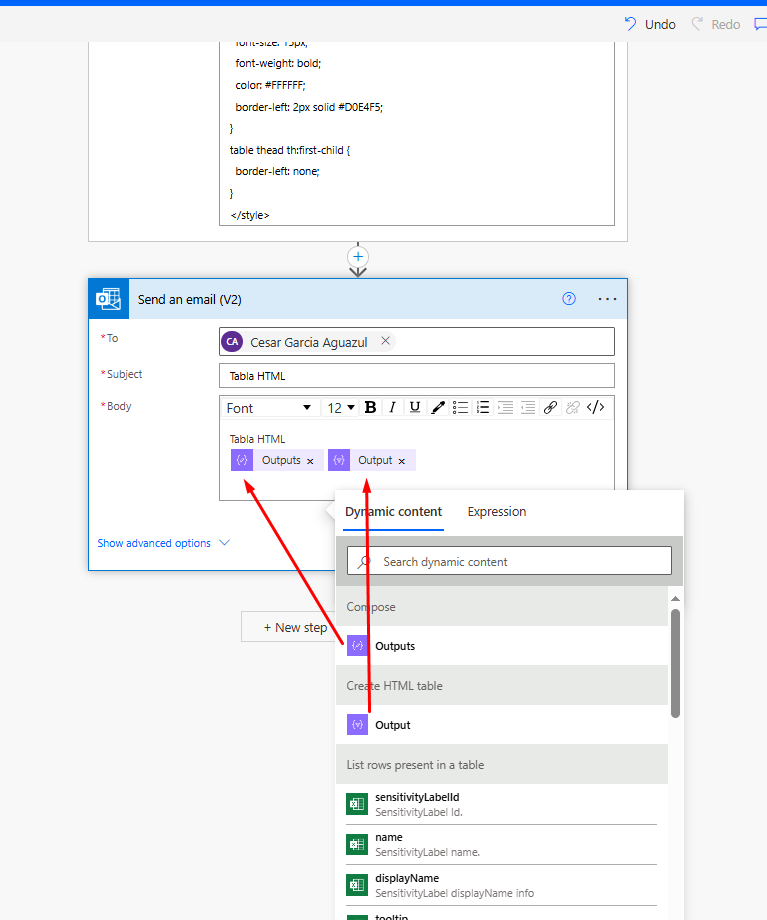 Undo
Redo
font-size: 15px;
font-weight: bold;
color: #FFFFFF;
border-left: 2px solid #D0E4F5;
}
table thead th:first-child {
border-left: none;
}
</style>
+
Send an email (V2)
? ...
*To
CA Cesar Garcia Aguazul ×
*Subject
Tabla HTML
*Body
Font 12 B I U </>
Tabla HTML
Outputs × Output ×
Show advanced options
+ New step
Dynamic content Expression
Search dynamic content
Compose
Outputs
Create HTML table
Output
List rows present in a table
sensitivityLabelId
SensitivityLabel Id.
name
SensitivityLabel name.
displayName
SensitivityLabel displayName info
tooltip